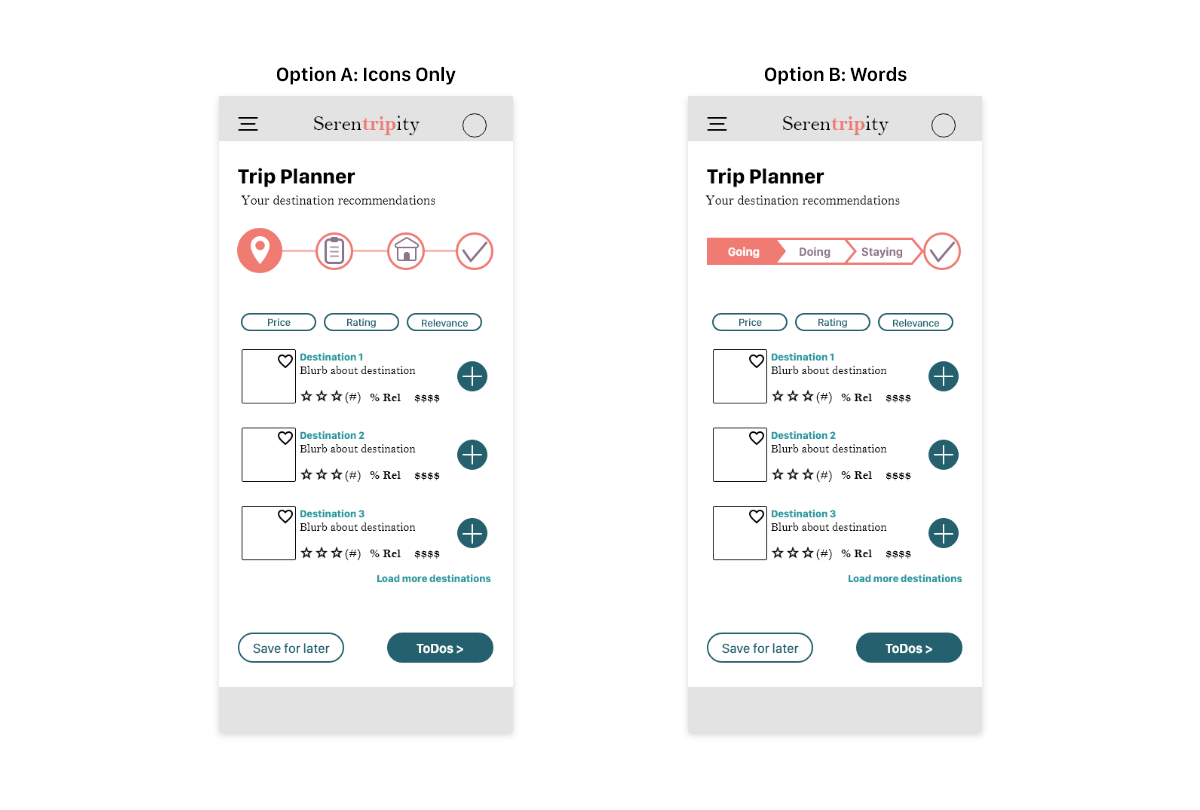 Option A: Icons Only
Serentripity
Trip Planner
Your destination recommendations
Price Rating Relevance
Destination 1
Blurb about destination
(#) % Rel $$$$
Destination 2
Blurb about destination
(#) % Rel $$$$
Destination 3
Blurb about destination
(#) % Rel $$$$
Load more destinations
Save for later ToDos >
Option B: Words
Serentripity
Trip Planner
Your destination recommendations
Going Doing Staying
Price Rating Relevance
Destination 1
Blurb about destination
(#) % Rel $$$$
Destination 2
Blurb about destination
(#) % Rel $$$$
Destination 3
Blurb about destination
(#) % Rel $$$$
Load more destinations
Save for later ToDos >